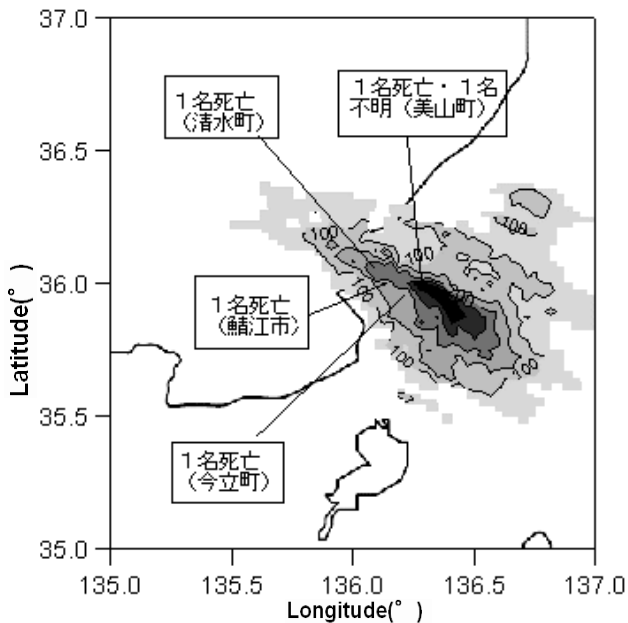 37.0
36.5
36.0
35.5
35.0
135.0
135.5
136.0
136.5
137.0
Latitude(°)
Longitude(°)
１名死亡
（清水町）
１名死亡・１名
不明（美山町）
１名死亡
（鯖江市）
１名死亡
（今立町）
100
100
100
100
100
100